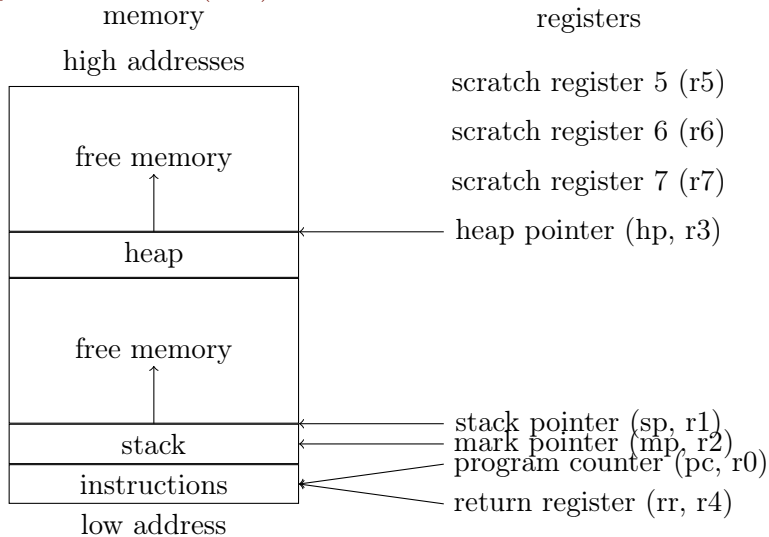 memory
registers
high addresses
scratch register 5 (r5)
scratch register 6 (r6)
free memory
scratch register 7 (r7)
heap pointer (hp, r3)
heap
free memory
stack pointer (sp, r1)
stack
mark pointer (mp, r2)
program counter (pc, r0)
instructions
return register (rr, r4)
low address